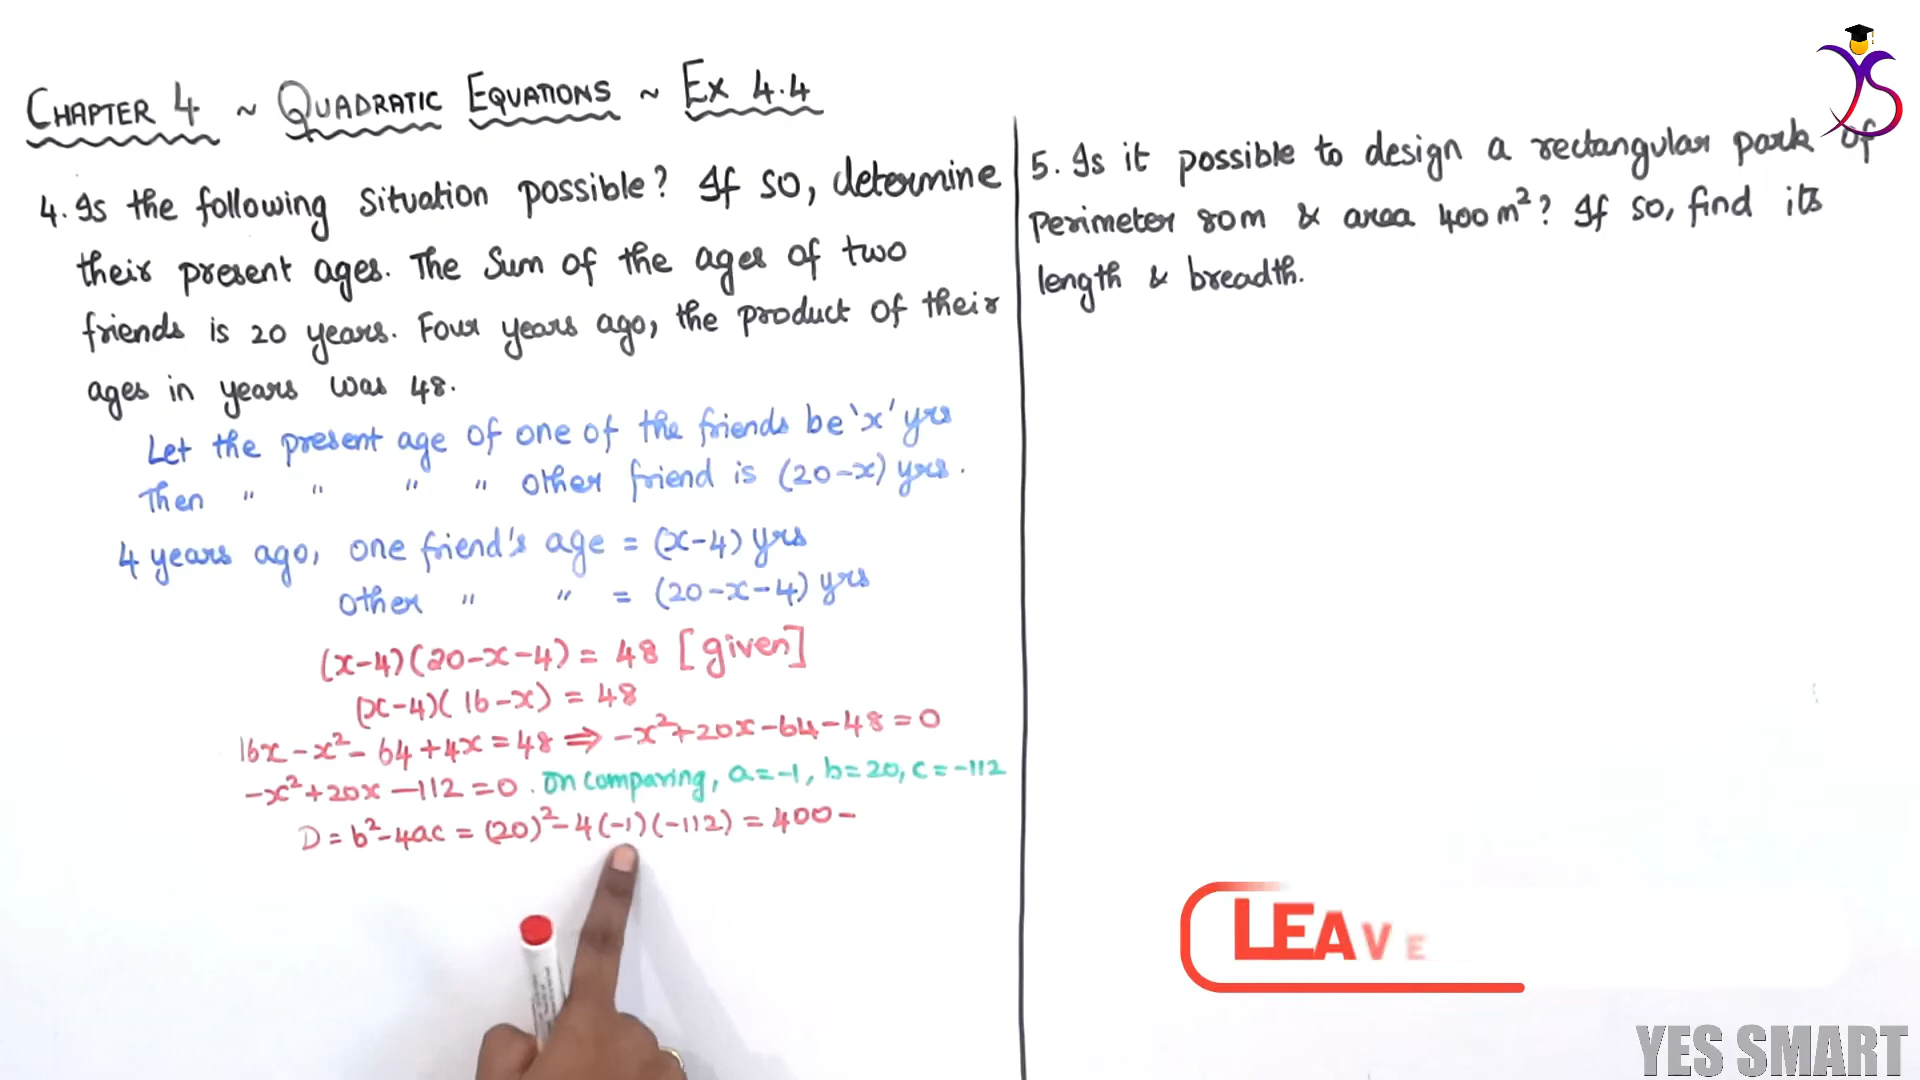 CHAPTER 4 ~ QUADRATIC EQUATIONS ~ EX 4.4
4. Is the following situation possible? If so, determine
their present ages. The sum of the ages of two
friends is 20 years. Four years ago, the product of their
ages in years was 48.
Let the present age of one of the friends be 'x' yrs
Then " " " " other friend is (20-x) yrs.
4 years ago, one friend's age = (x-4) yrs
Other " " = (20-x-4) yrs
(x-4)(20-x-4) = 48 [given]
(x-4)(16-x) = 48
16x-x²-64+4x=48 ⇒ -x²+20x-64-48=0
-x²+20x-112=0. On comparing, a=-1, b=20, c=-112
D = b²-4ac = (20)²-4(-1)(-112) = 400-
5. Is it possible to design a rectangular park of
perimeter 80m & area 400m²? If so, find its
length & breadth.
LEAVE
YES SMART
YS